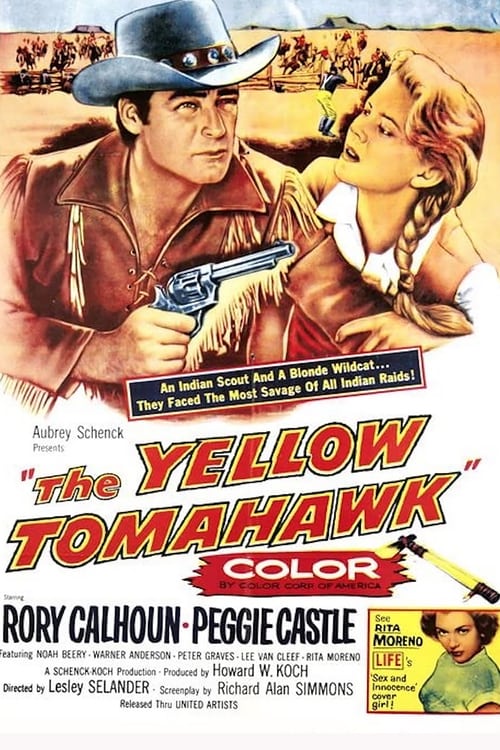 An Indian Scout And A Blonde Wildcat...
They Faced The Most Savage Of All Indian Raids!
Aubrey Schenck
Presents
"The YELLOW
TOMAHAWK"
COLOR
BY COLOR CORP. OF AMERICA
Starring
RORY CALHOUN · PEGGIE CASTLE
Featuring NOAH BEERY · WARNER ANDERSON · PETER GRAVES · LEE VAN CLEEF · RITA MORENO
A SCHENCK-KOCH Production · Produced by Howard W. KOCH
Directed by Lesley SELANDER · Screenplay by Richard Alan SIMMONS
Released Thru UNITED ARTISTS
See
RITA
MORENO
LIFE's
'Sex and
Innocence'
cover
girl!